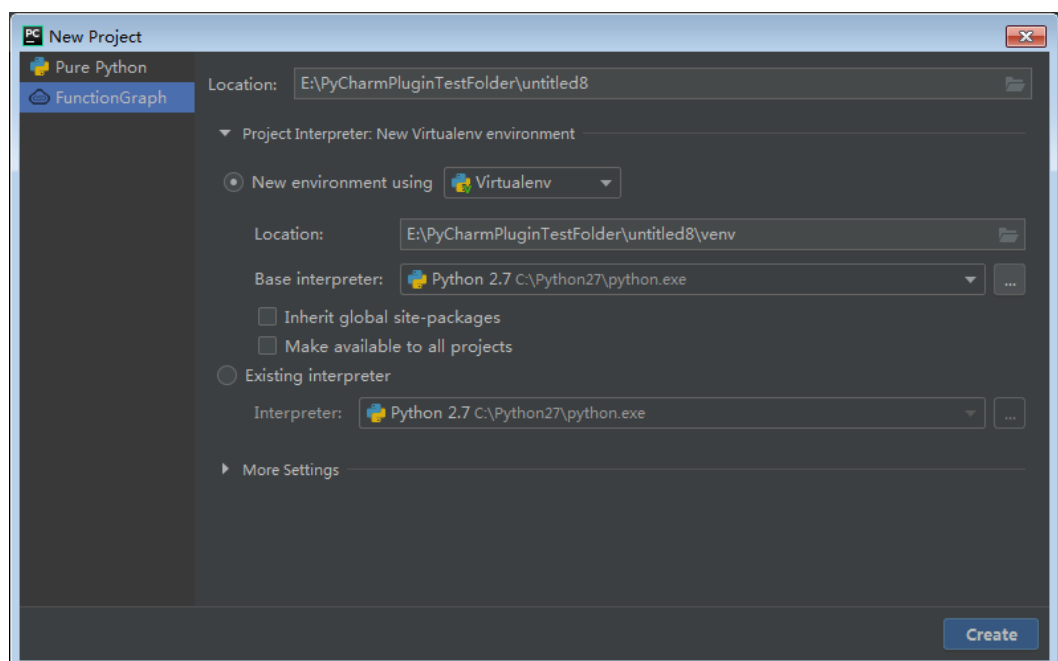 PC New Project
Pure Python
FunctionGraph
Location: E:\PyCharmPluginTestFolder\untitled8
Project Interpreter: New Virtualenv environment
New environment using Virtualenv
Location: E:\PyCharmPluginTestFolder\untitled8\venv
Base interpreter: Python 2.7 C:\Python27\python.exe ...
Inherit global site-packages
Make available to all projects
Existing interpreter
Interpreter: Python 2.7 C:\Python27\python.exe ...
More Settings
Create